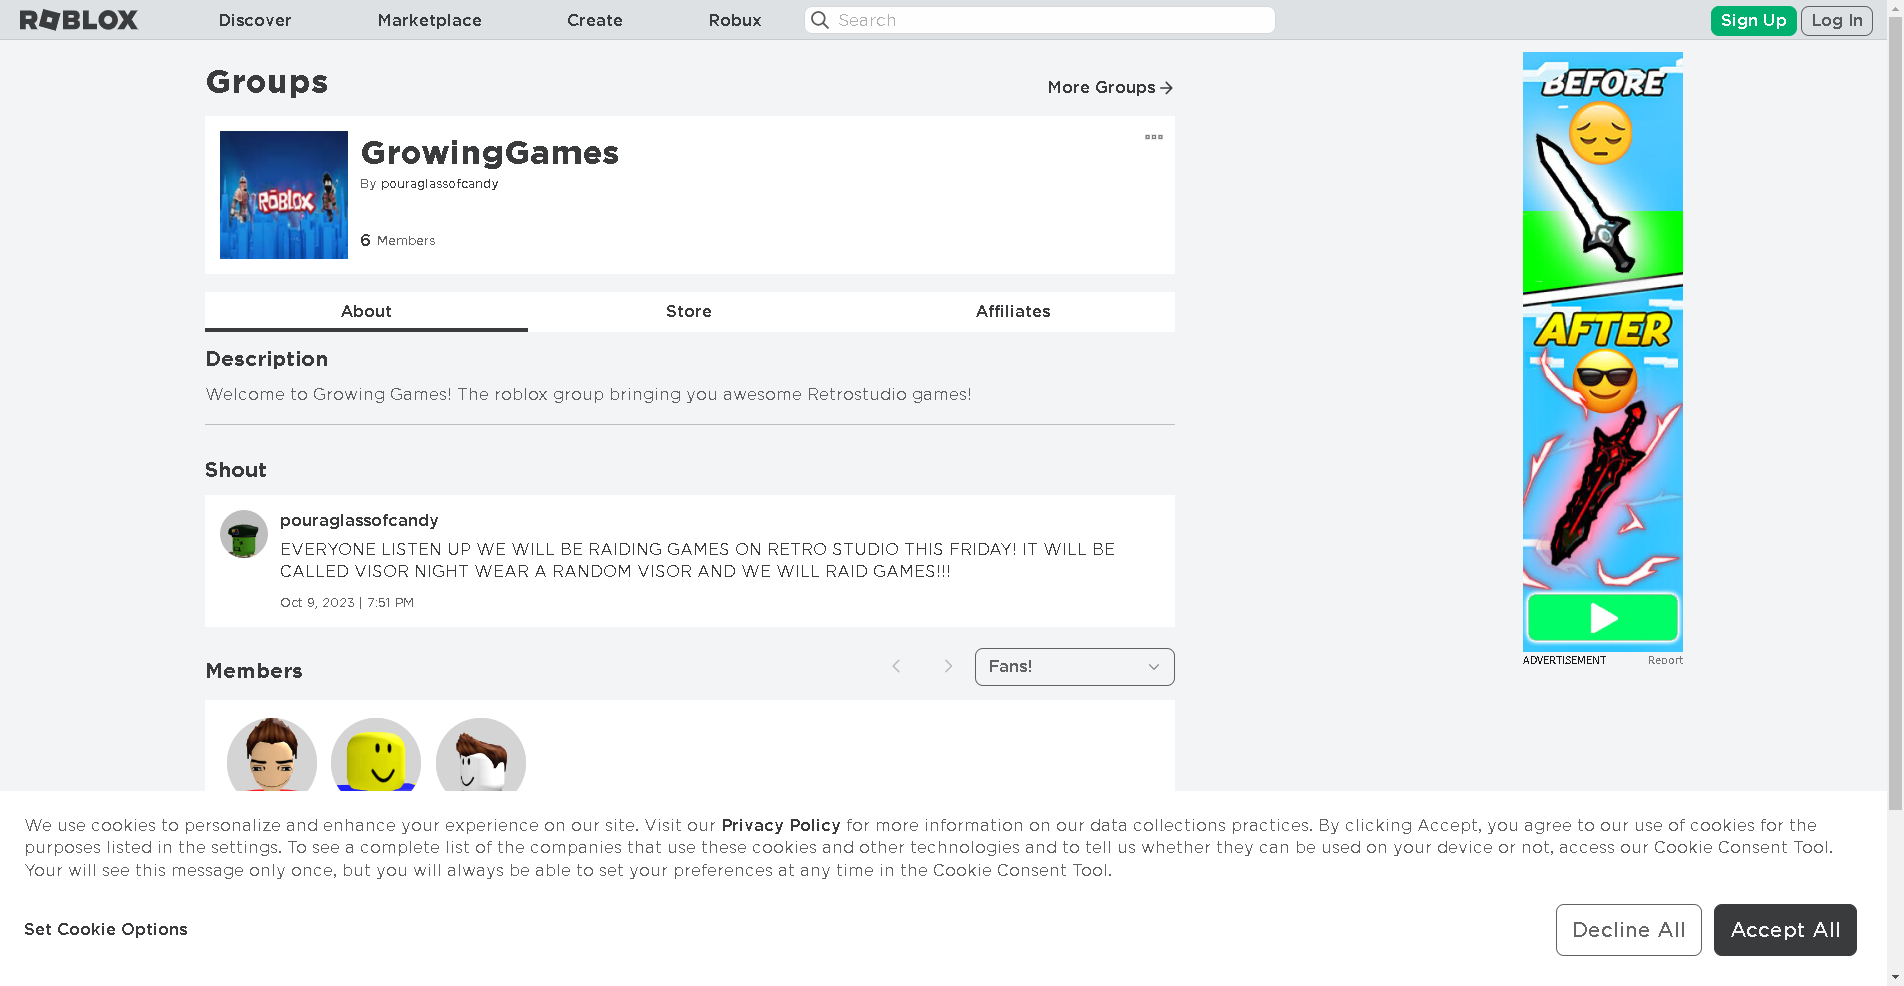 ROBLOX
Discover
Marketplace
Create
Robux
Search
Sign Up
Log In
Groups
More Groups
ROBLOX
GrowingGames
By pouraglassofcandy
6 Members
About
Store
Affiliates
Description
Welcome to Growing Games! The roblox group bringing you awesome Retrostudio games!
Shout
pouraglassofcandy
EVERYONE LISTEN UP WE WILL BE RAIDING GAMES ON RETRO STUDIO THIS FRIDAY! IT WILL BE
CALLED VISOR NIGHT WEAR A RANDOM VISOR AND WE WILL RAID GAMES!!!
Oct 9, 2023 | 7:51 PM
Members
Fans!
BEFORE
AFTER
ADVERTISEMENT
Report
We use cookies to personalize and enhance your experience on our site. Visit our Privacy Policy for more information on our data collections practices. By clicking Accept, you agree to our use of cookies for the
purposes listed in the settings. To see a complete list of the companies that use these cookies and other technologies and to tell us whether they can be used on your device or not, access our Cookie Consent Tool.
Your will see this message only once, but you will always be able to set your preferences at any time in the Cookie Consent Tool.
Set Cookie Options
Decline All
Accept All